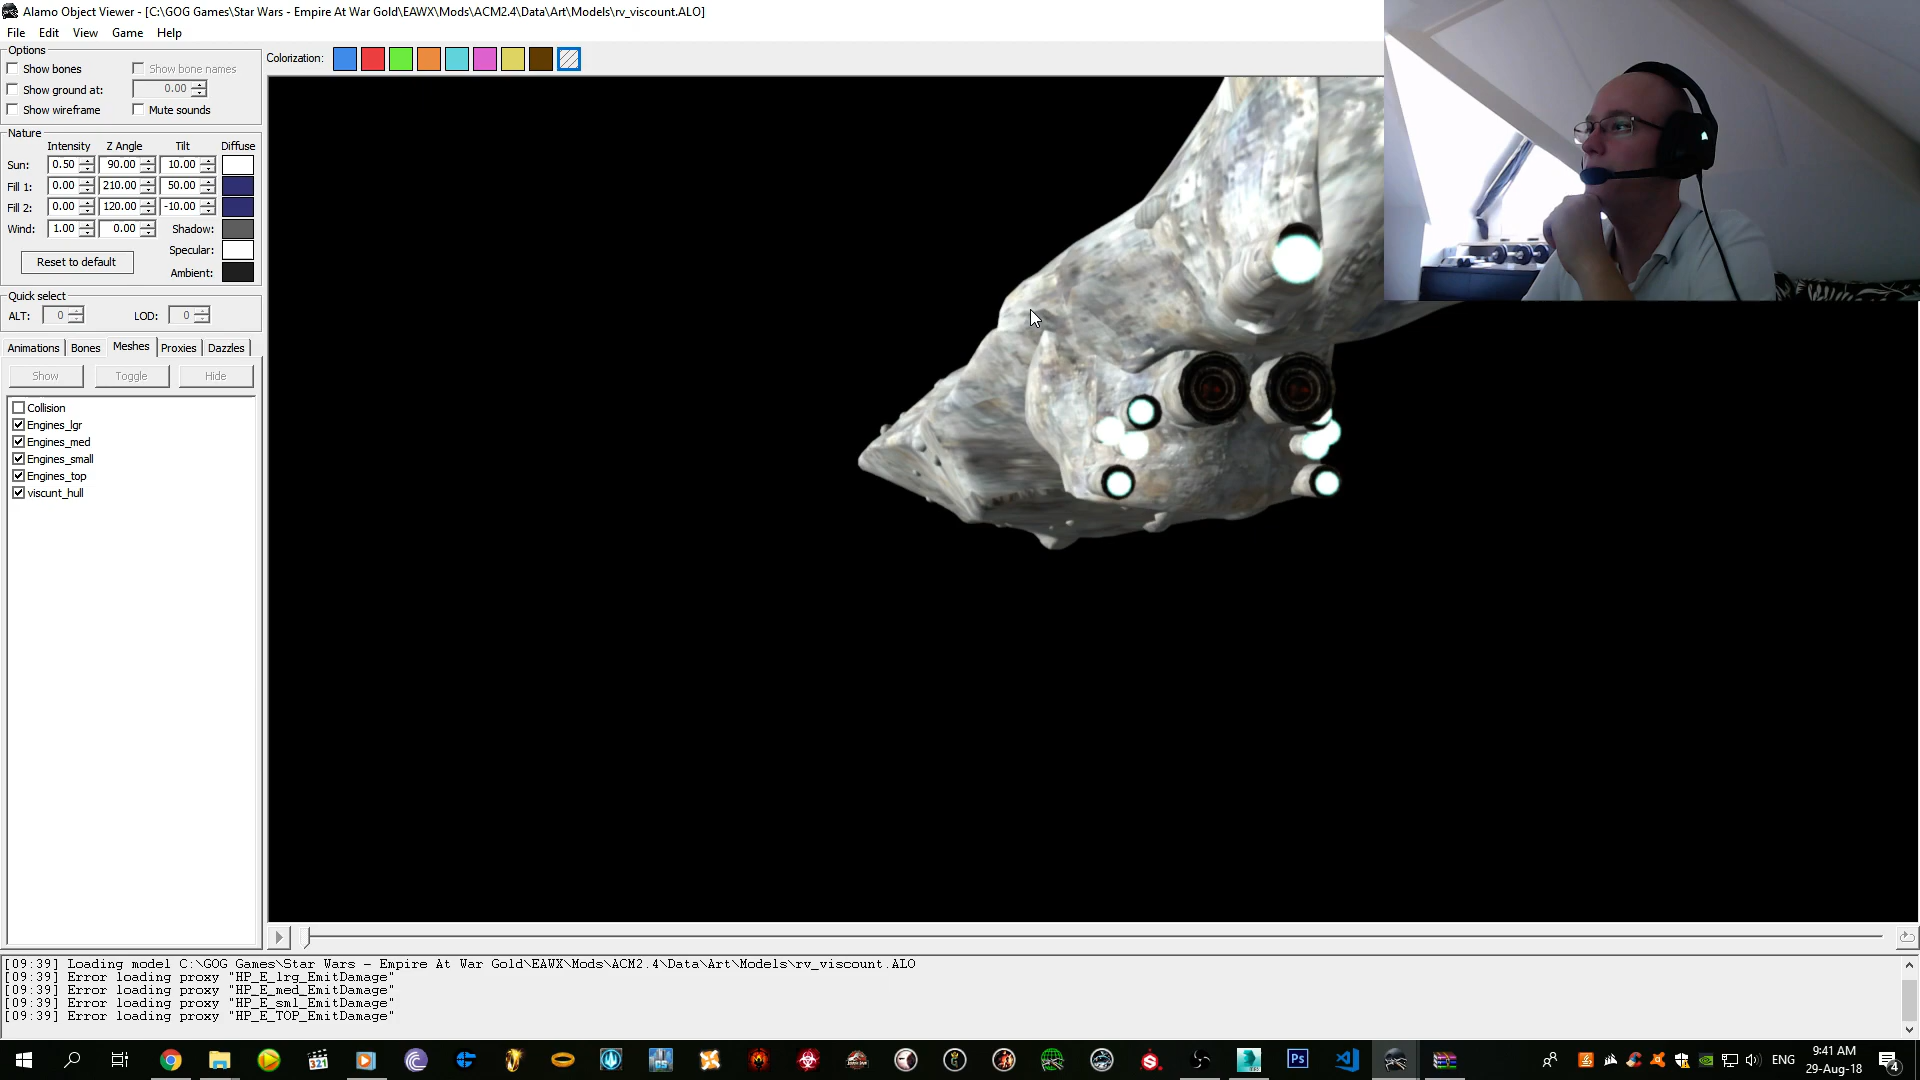 Alamo Object Viewer - [C:\GOG Games\Star Wars - Empire At War Gold\EAWX\Mods\ACM2.4\Data\Art\Models\rv_viscount.ALO]
File Edit View Game Help
Options
Show bones Show bone names
Show ground at: 0.00
Show wireframe Mute sounds
Colorization:
Nature
Intensity Z Angle Tilt Diffuse
Sun: 0.50 90.00 10.00
Fill 1: 0.00 210.00 50.00
Fill 2: 0.00 120.00 -10.00
Wind: 1.00 0.00 Shadow:
Specular:
Reset to default
Ambient:
Quick select
ALT: 0 LOD: 0
Animations Bones Meshes Proxies Dazzles
Show Toggle Hide
Collision
Engines_lgr
Engines_med
Engines_small
Engines_top
viscunt_hull
[09:39] Loading model C:\GOG Games\Star Wars - Empire At War Gold\EAWX\Mods\ACM2.4\Data\Art\Models\rv_viscount.ALO
[09:39] Error loading proxy "HP_E_lrg_EmitDamage"
[09:39] Error loading proxy "HP_E_med_EmitDamage"
[09:39] Error loading proxy "HP_E_sml_EmitDamage"
[09:39] Error loading proxy "HP_E_TOP_EmitDamage"
321
Ps
ENG
9:41 AM
29-Aug-18
4